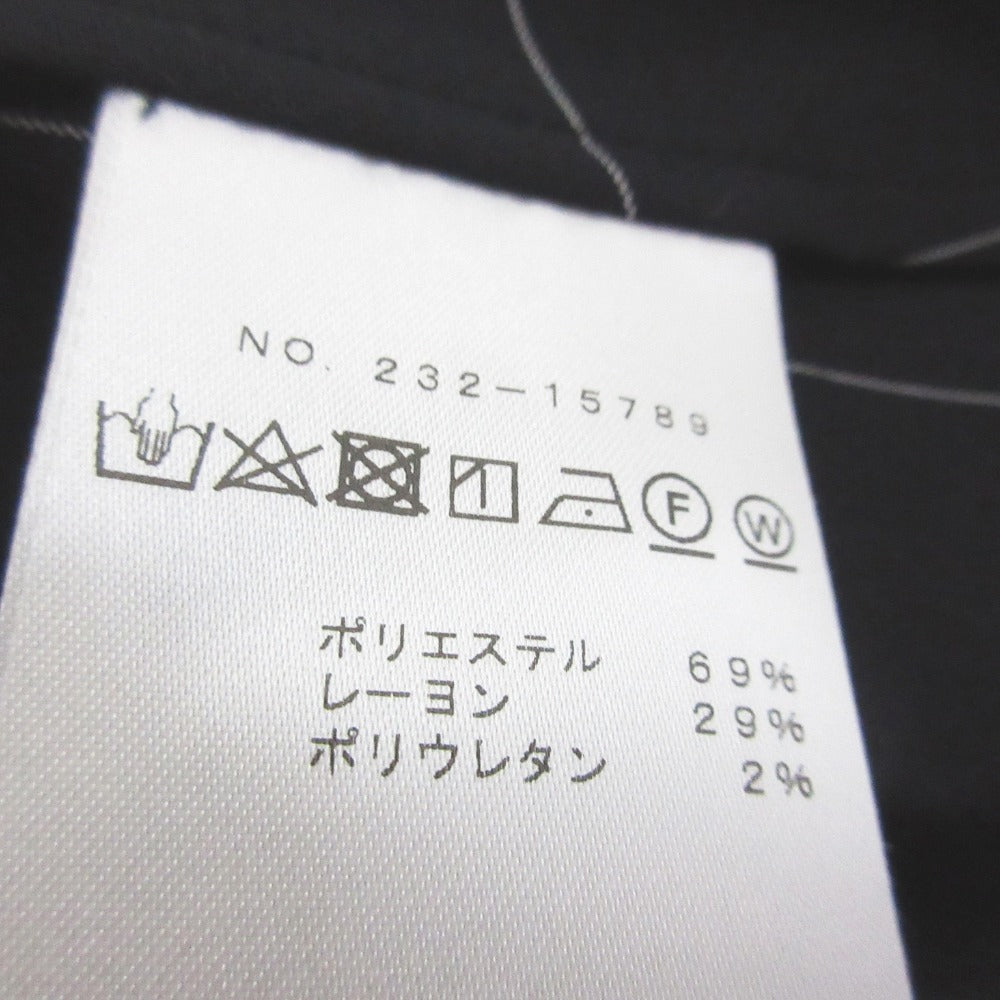 NO. 232-15789
F W
ポリエステル 69%
レーヨン 29%
ポリウレタン 2%